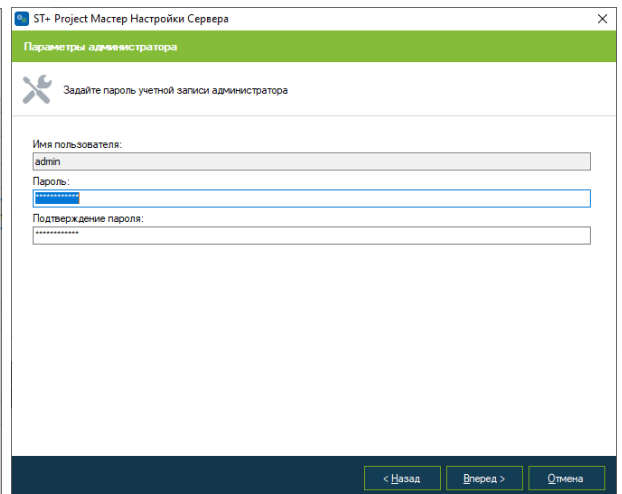 ST+ Project Мастер Настройки Сервера
Параметры администратора
Задайте пароль учетной записи администратора
Имя пользователя:
admin
Пароль:
************
Подтверждение пароля:
************
< Назад Вперед > Отмена